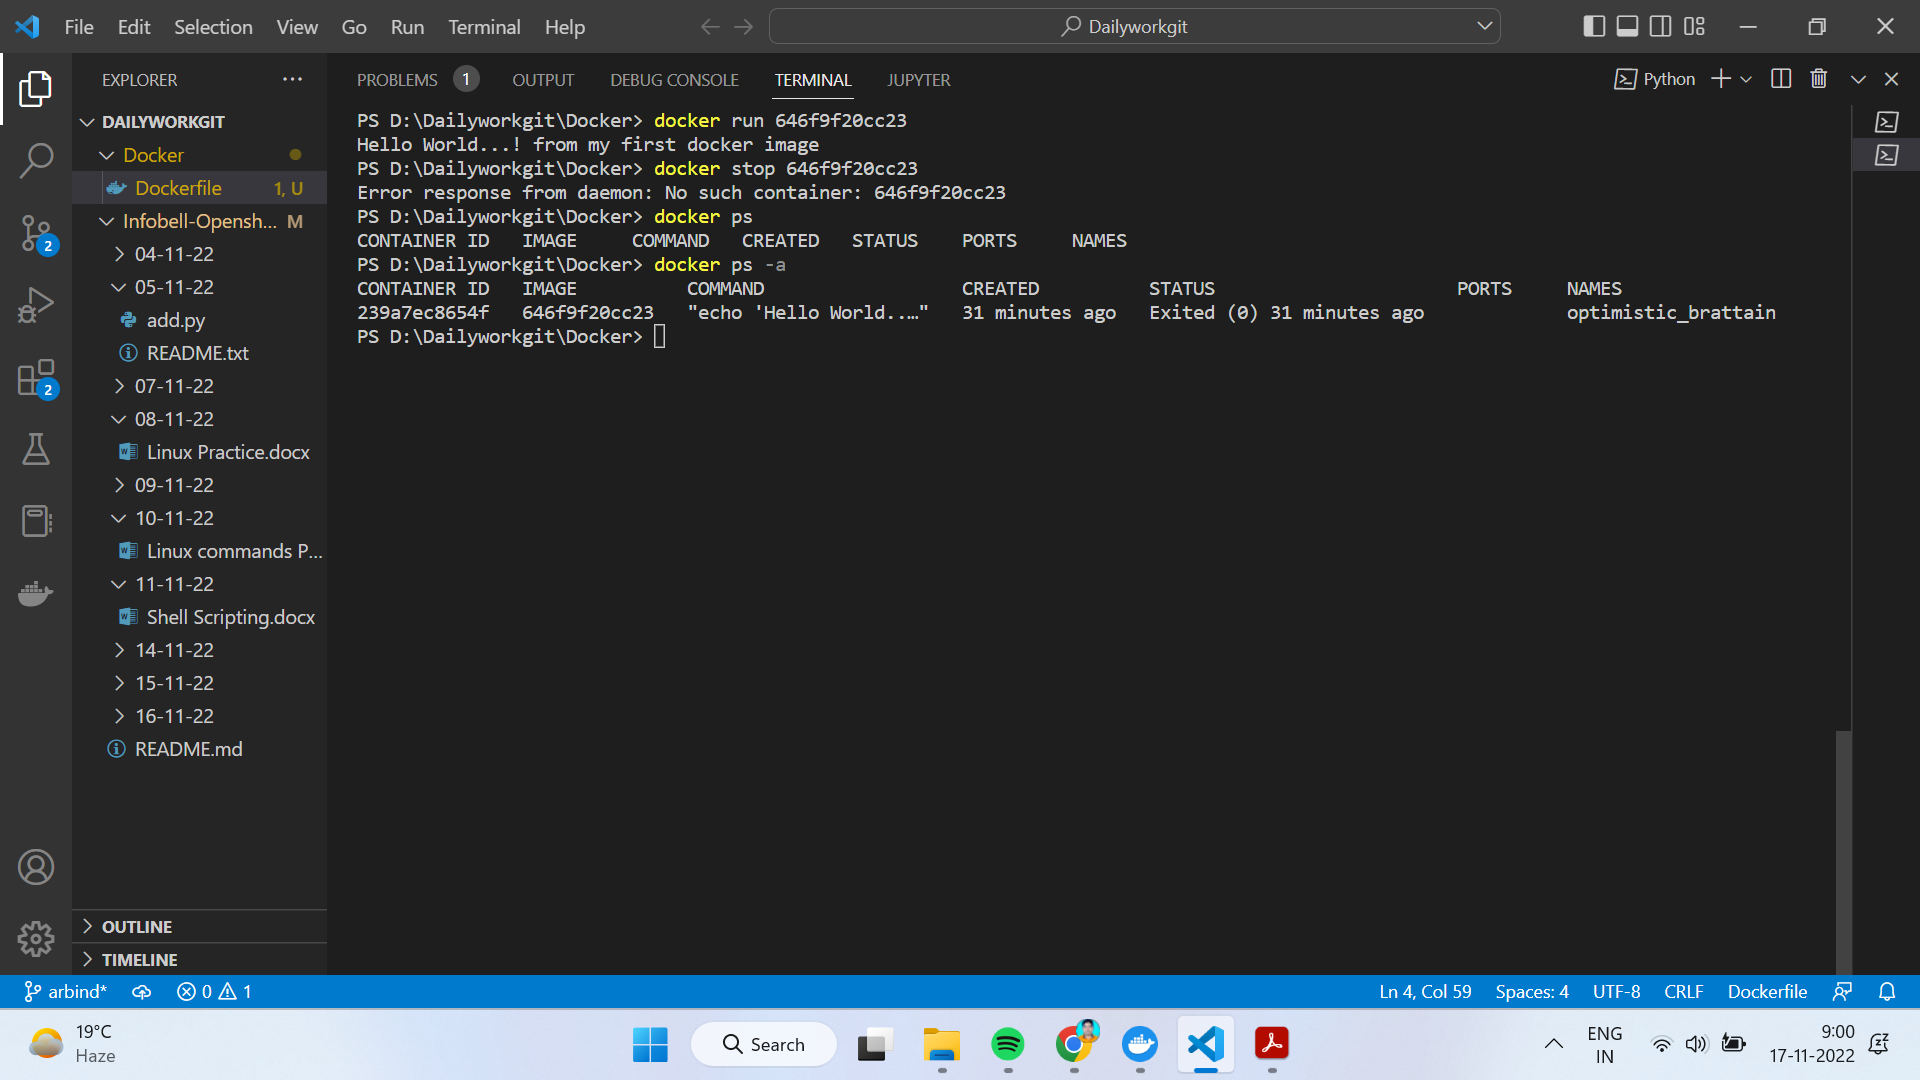 File Edit Selection View Go Run Terminal Help
Dailyworkgit
EXPLORER
DAILYWORKGIT
Docker
Dockerfile 1, U
Infobell-Opensh... M
04-11-22
05-11-22
add.py
README.txt
07-11-22
08-11-22
Linux Practice.docx
09-11-22
10-11-22
Linux commands P...
11-11-22
Shell Scripting.docx
14-11-22
15-11-22
16-11-22
README.md
OUTLINE
TIMELINE
2
2
PROBLEMS 1 OUTPUT DEBUG CONSOLE TERMINAL JUPYTER
Python
PS D:\Dailyworkgit\Docker> docker run 646f9f20cc23
Hello World...! from my first docker image
PS D:\Dailyworkgit\Docker> docker stop 646f9f20cc23
Error response from daemon: No such container: 646f9f20cc23
PS D:\Dailyworkgit\Docker> docker ps
CONTAINER ID IMAGE COMMAND CREATED STATUS PORTS NAMES
PS D:\Dailyworkgit\Docker> docker ps -a
CONTAINER ID IMAGE COMMAND CREATED STATUS PORTS NAMES
239a7ec8654f 646f9f20cc23 "echo 'Hello World..…" 31 minutes ago Exited (0) 31 minutes ago optimistic_brattain
PS D:\Dailyworkgit\Docker>
arbind* 0 1
Ln 4, Col 59 Spaces: 4 UTF-8 CRLF Dockerfile
19°C
Haze
Search
ENG
IN
9:00
17-11-2022